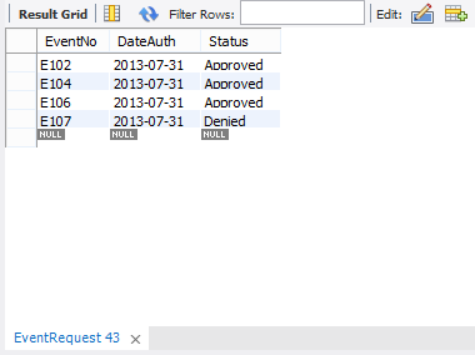 Result Grid Filter Rows: Edit:
EventNo DateAuth Status
E102 2013-07-31 Approved
E104 2013-07-31 Approved
E106 2013-07-31 Approved
E107 2013-07-31 Denied
NULL NULL NULL
EventRequest 43 ×